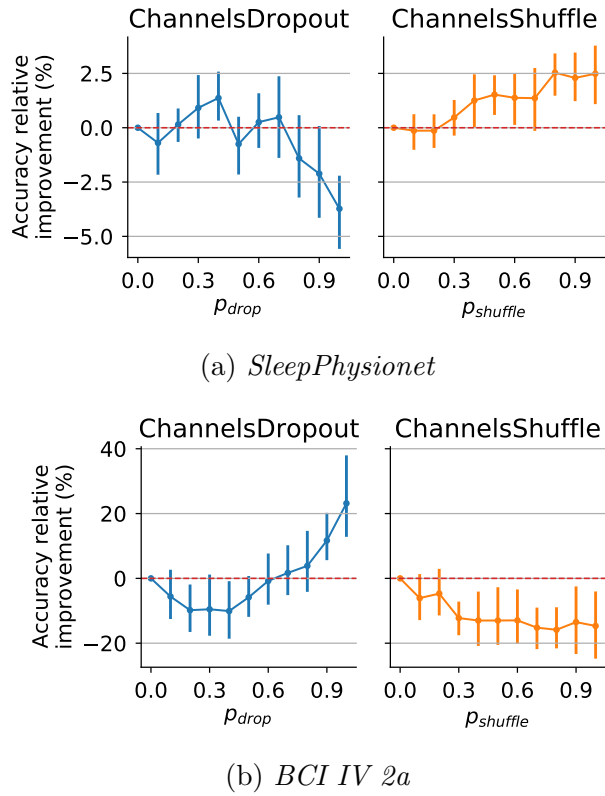 ChannelsDropout ChannelsShuffle
Accuracy relative
improvement (%)
2.5
0.0
−2.5
−5.0
0.0 0.3 0.6 0.9 0.0 0.3 0.6 0.9
p_drop p_shuffle
(a) SleepPhysionet
ChannelsDropout ChannelsShuffle
Accuracy relative
improvement (%)
40
20
0
−20
0.0 0.3 0.6 0.9 0.0 0.3 0.6 0.9
p_drop p_shuffle
(b) BCI IV 2a